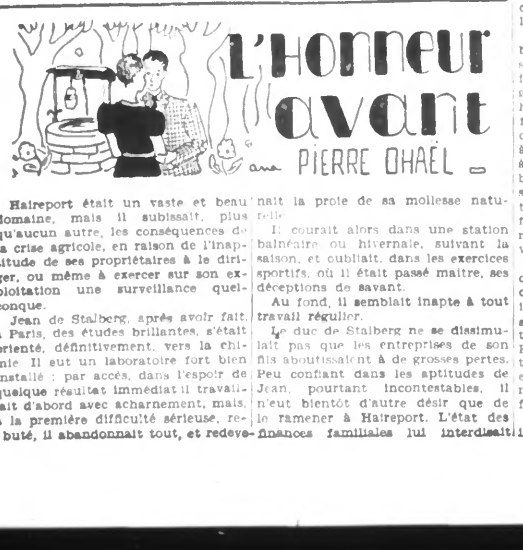 L'HONNEUR
avant
PIERRE DHAËL
Haireport était un vaste et beau
domaine, mais il subissait, plus
qu'aucun autre, les conséquences de
la crise agricole, en raison de l'inap-
titude de ses propriétaires à le diri-
ger, ou même à exercer sur son ex-
ploitation une surveillance quel-
conque.
Jean de Stalberg, après avoir fait,
à Paris, des études brillantes, s'était
orienté, définitivement, vers la chi-
mie Il eut un laboratoire fort bien
installé : par accès, dans l'espoir de
quelque résultat immédiat il travail-
lait d'abord avec acharnement, mais,
à la première difficulté sérieuse, re-
buté, il abandonnait tout, et redeve-
nait la proie de sa mollesse natu-
relle
Il courait alors dans une station
balnéaire ou hivernale, suivant la
saison, et oubliait, dans les exercices
sportifs, où il était passé maître, ses
déceptions de savant.
Au fond, il semblait inapte à tout
travail régulier.
Le duc de Stalberg ne se dissimu-
lait pas que les entreprises de son
fils aboutissaient à de grosses pertes.
Peu confiant dans les aptitudes de
Jean, pourtant incontestables, il
n'eut bientôt d'autre désir que de
le ramener à Haireport. L'état des
finances familiales lui interdisait